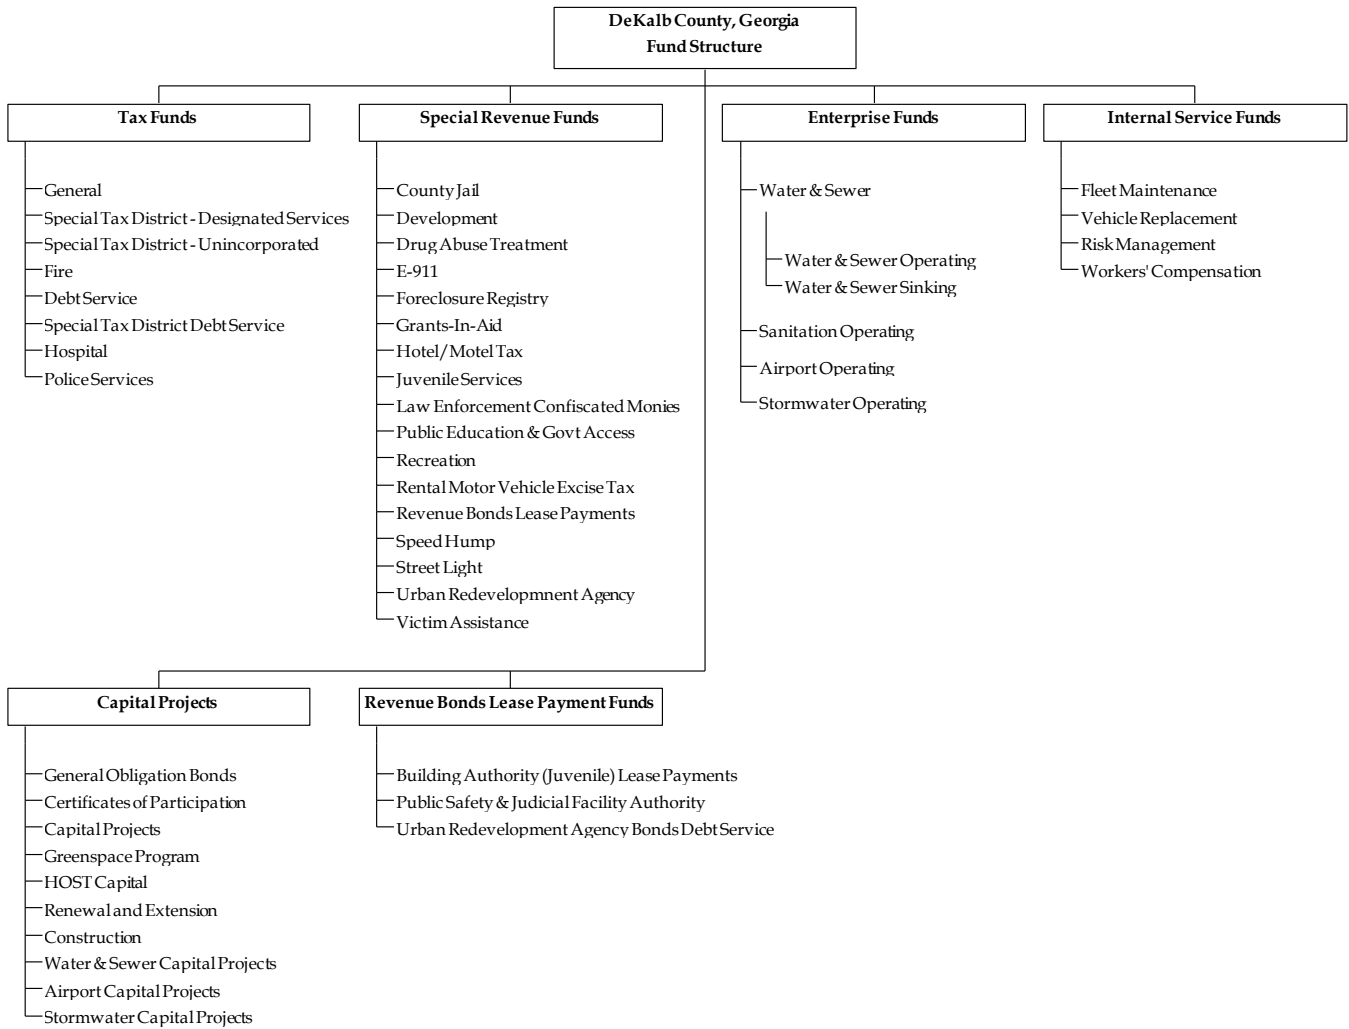 DeKalb County, Georgia
Fund Structure
Tax Funds
General
Special Tax District - Designated Services
Special Tax District - Unincorporated
Fire
Debt Service
Special Tax District Debt Service
Hospital
Police Services
Special Revenue Funds
County Jail
Development
Drug Abuse Treatment
E-911
Foreclosure Registry
Grants-In-Aid
Hotel/Motel Tax
Juvenile Services
Law Enforcement Confiscated Monies
Public Education & Govt Access
Recreation
Rental Motor Vehicle Excise Tax
Revenue Bonds Lease Payments
Speed Hump
Street Light
Urban Redevelopmnent Agency
Victim Assistance
Enterprise Funds
Water & Sewer
Water & Sewer Operating
Water & Sewer Sinking
Sanitation Operating
Airport Operating
Stormwater Operating
Internal Service Funds
Fleet Maintenance
Vehicle Replacement
Risk Management
Workers' Compensation
Capital Projects
General Obligation Bonds
Certificates of Participation
Capital Projects
Greenspace Program
HOST Capital
Renewal and Extension
Construction
Water & Sewer Capital Projects
Airport Capital Projects
Stormwater Capital Projects
Revenue Bonds Lease Payment Funds
Building Authority (Juvenile) Lease Payments
Public Safety & Judicial Facility Authority
Urban Redevelopment Agency Bonds Debt Service